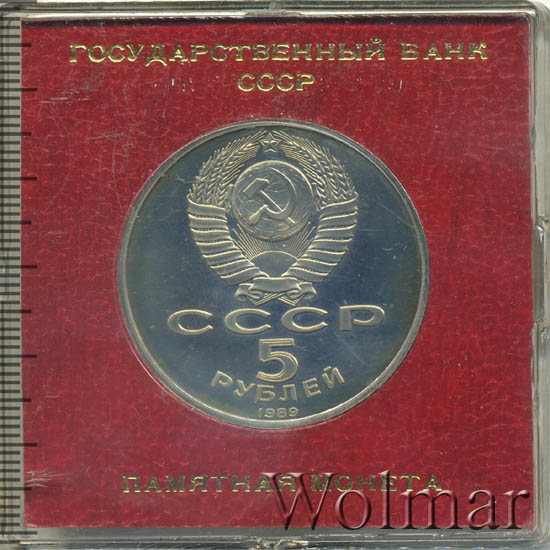 ГОСУДАРСТВЕННЫЙ БАНК
СССР
СССР
5
РУБЛЕЙ
1989
ПАМЯТНАЯ МОНЕТА
Wolmar